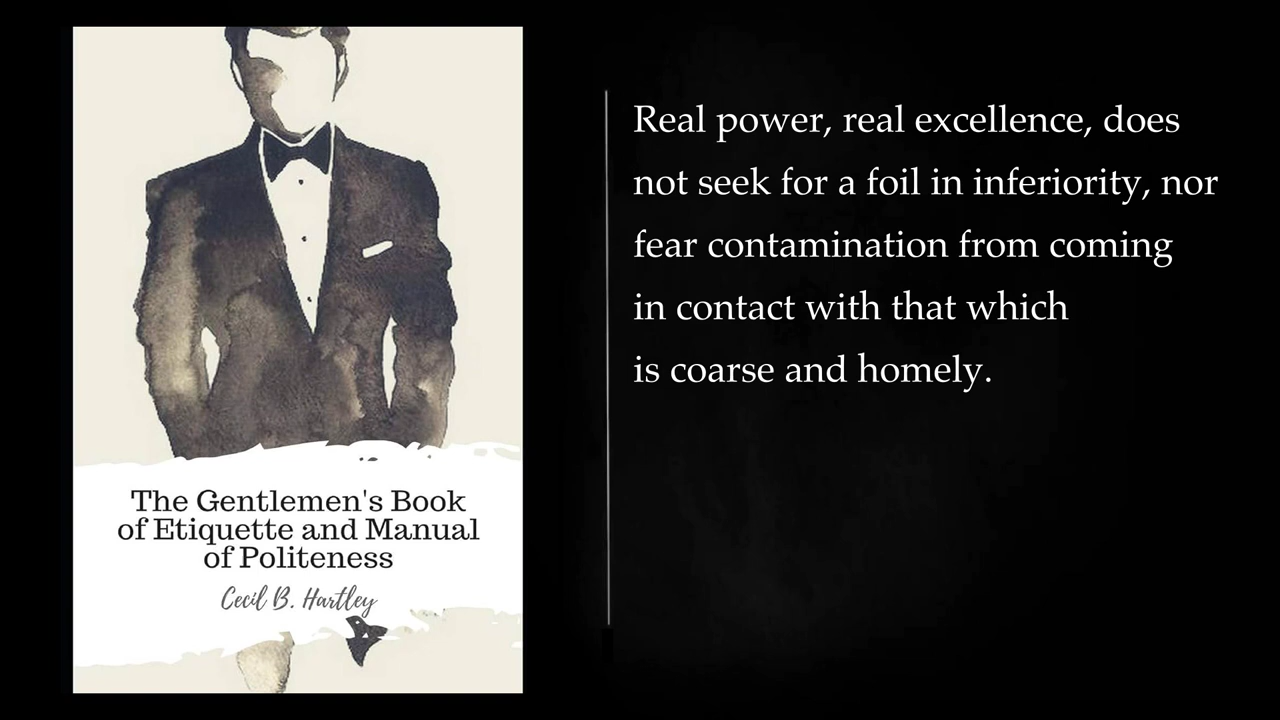 The Gentlemen's Book
of Etiquette and Manual
of Politeness
Cecil B. Hartley
Real power, real excellence, does
not seek for a foil in inferiority, nor
fear contamination from coming
in contact with that which
is coarse and homely.